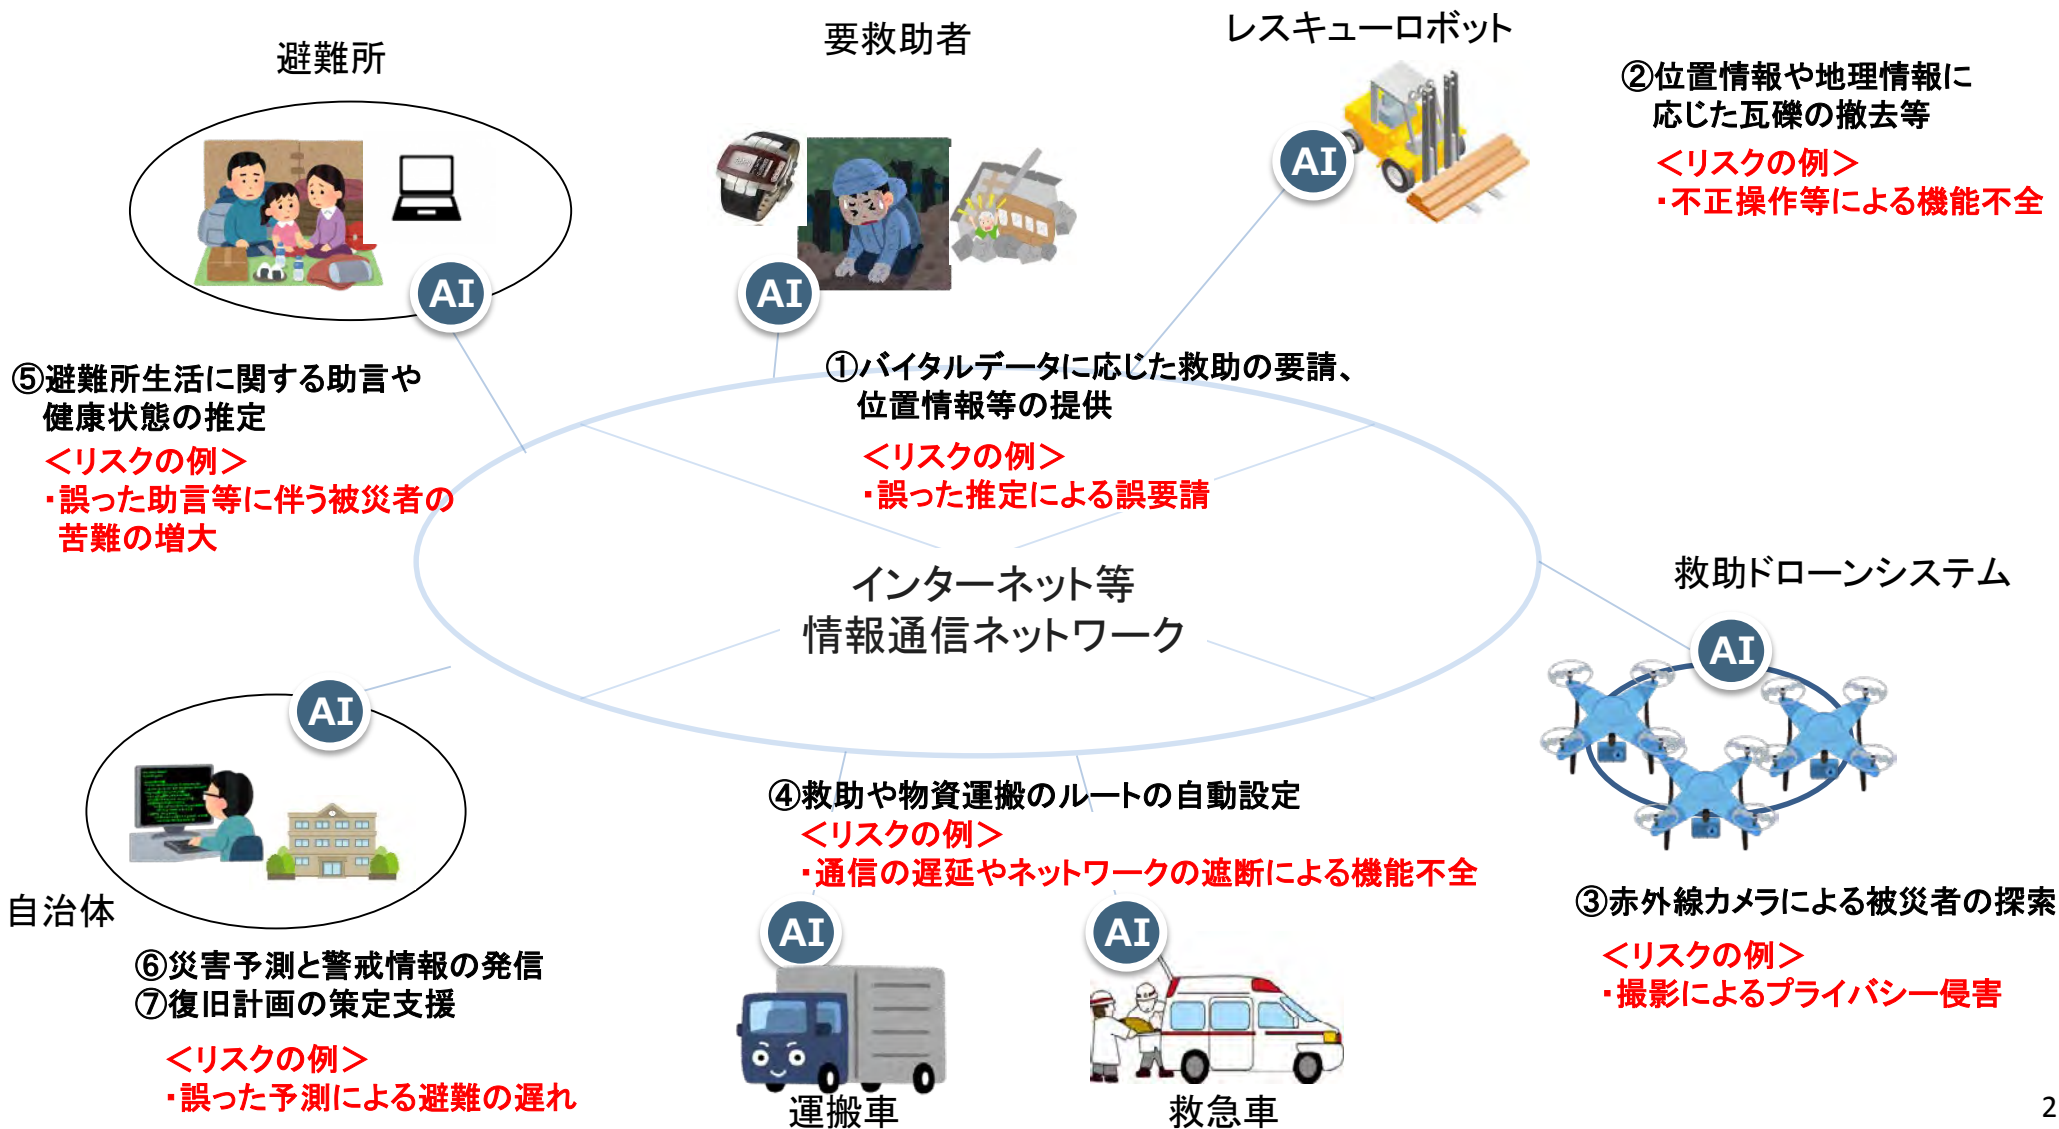 避難所
要救助者
レスキューロボット
②位置情報や地理情報に
応じた瓦礫の撤去等
＜リスクの例＞
・不正操作等による機能不全
AI
AI
AI
①バイタルデータに応じた救助の要請、
位置情報等の提供
＜リスクの例＞
・誤った推定による誤要請
⑤避難所生活に関する助言や
健康状態の推定
＜リスクの例＞
・誤った助言等に伴う被災者の
苦難の増大
インターネット等
情報通信ネットワーク
救助ドローンシステム
AI
③赤外線カメラによる被災者の探索
＜リスクの例＞
・撮影によるプライバシー侵害
AI
自治体
⑥災害予測と警戒情報の発信
⑦復旧計画の策定支援
＜リスクの例＞
・誤った予測による避難の遅れ
④救助や物資運搬のルートの自動設定
＜リスクの例＞
・通信の遅延やネットワークの遮断による機能不全
AI
AI
運搬車
救急車
2